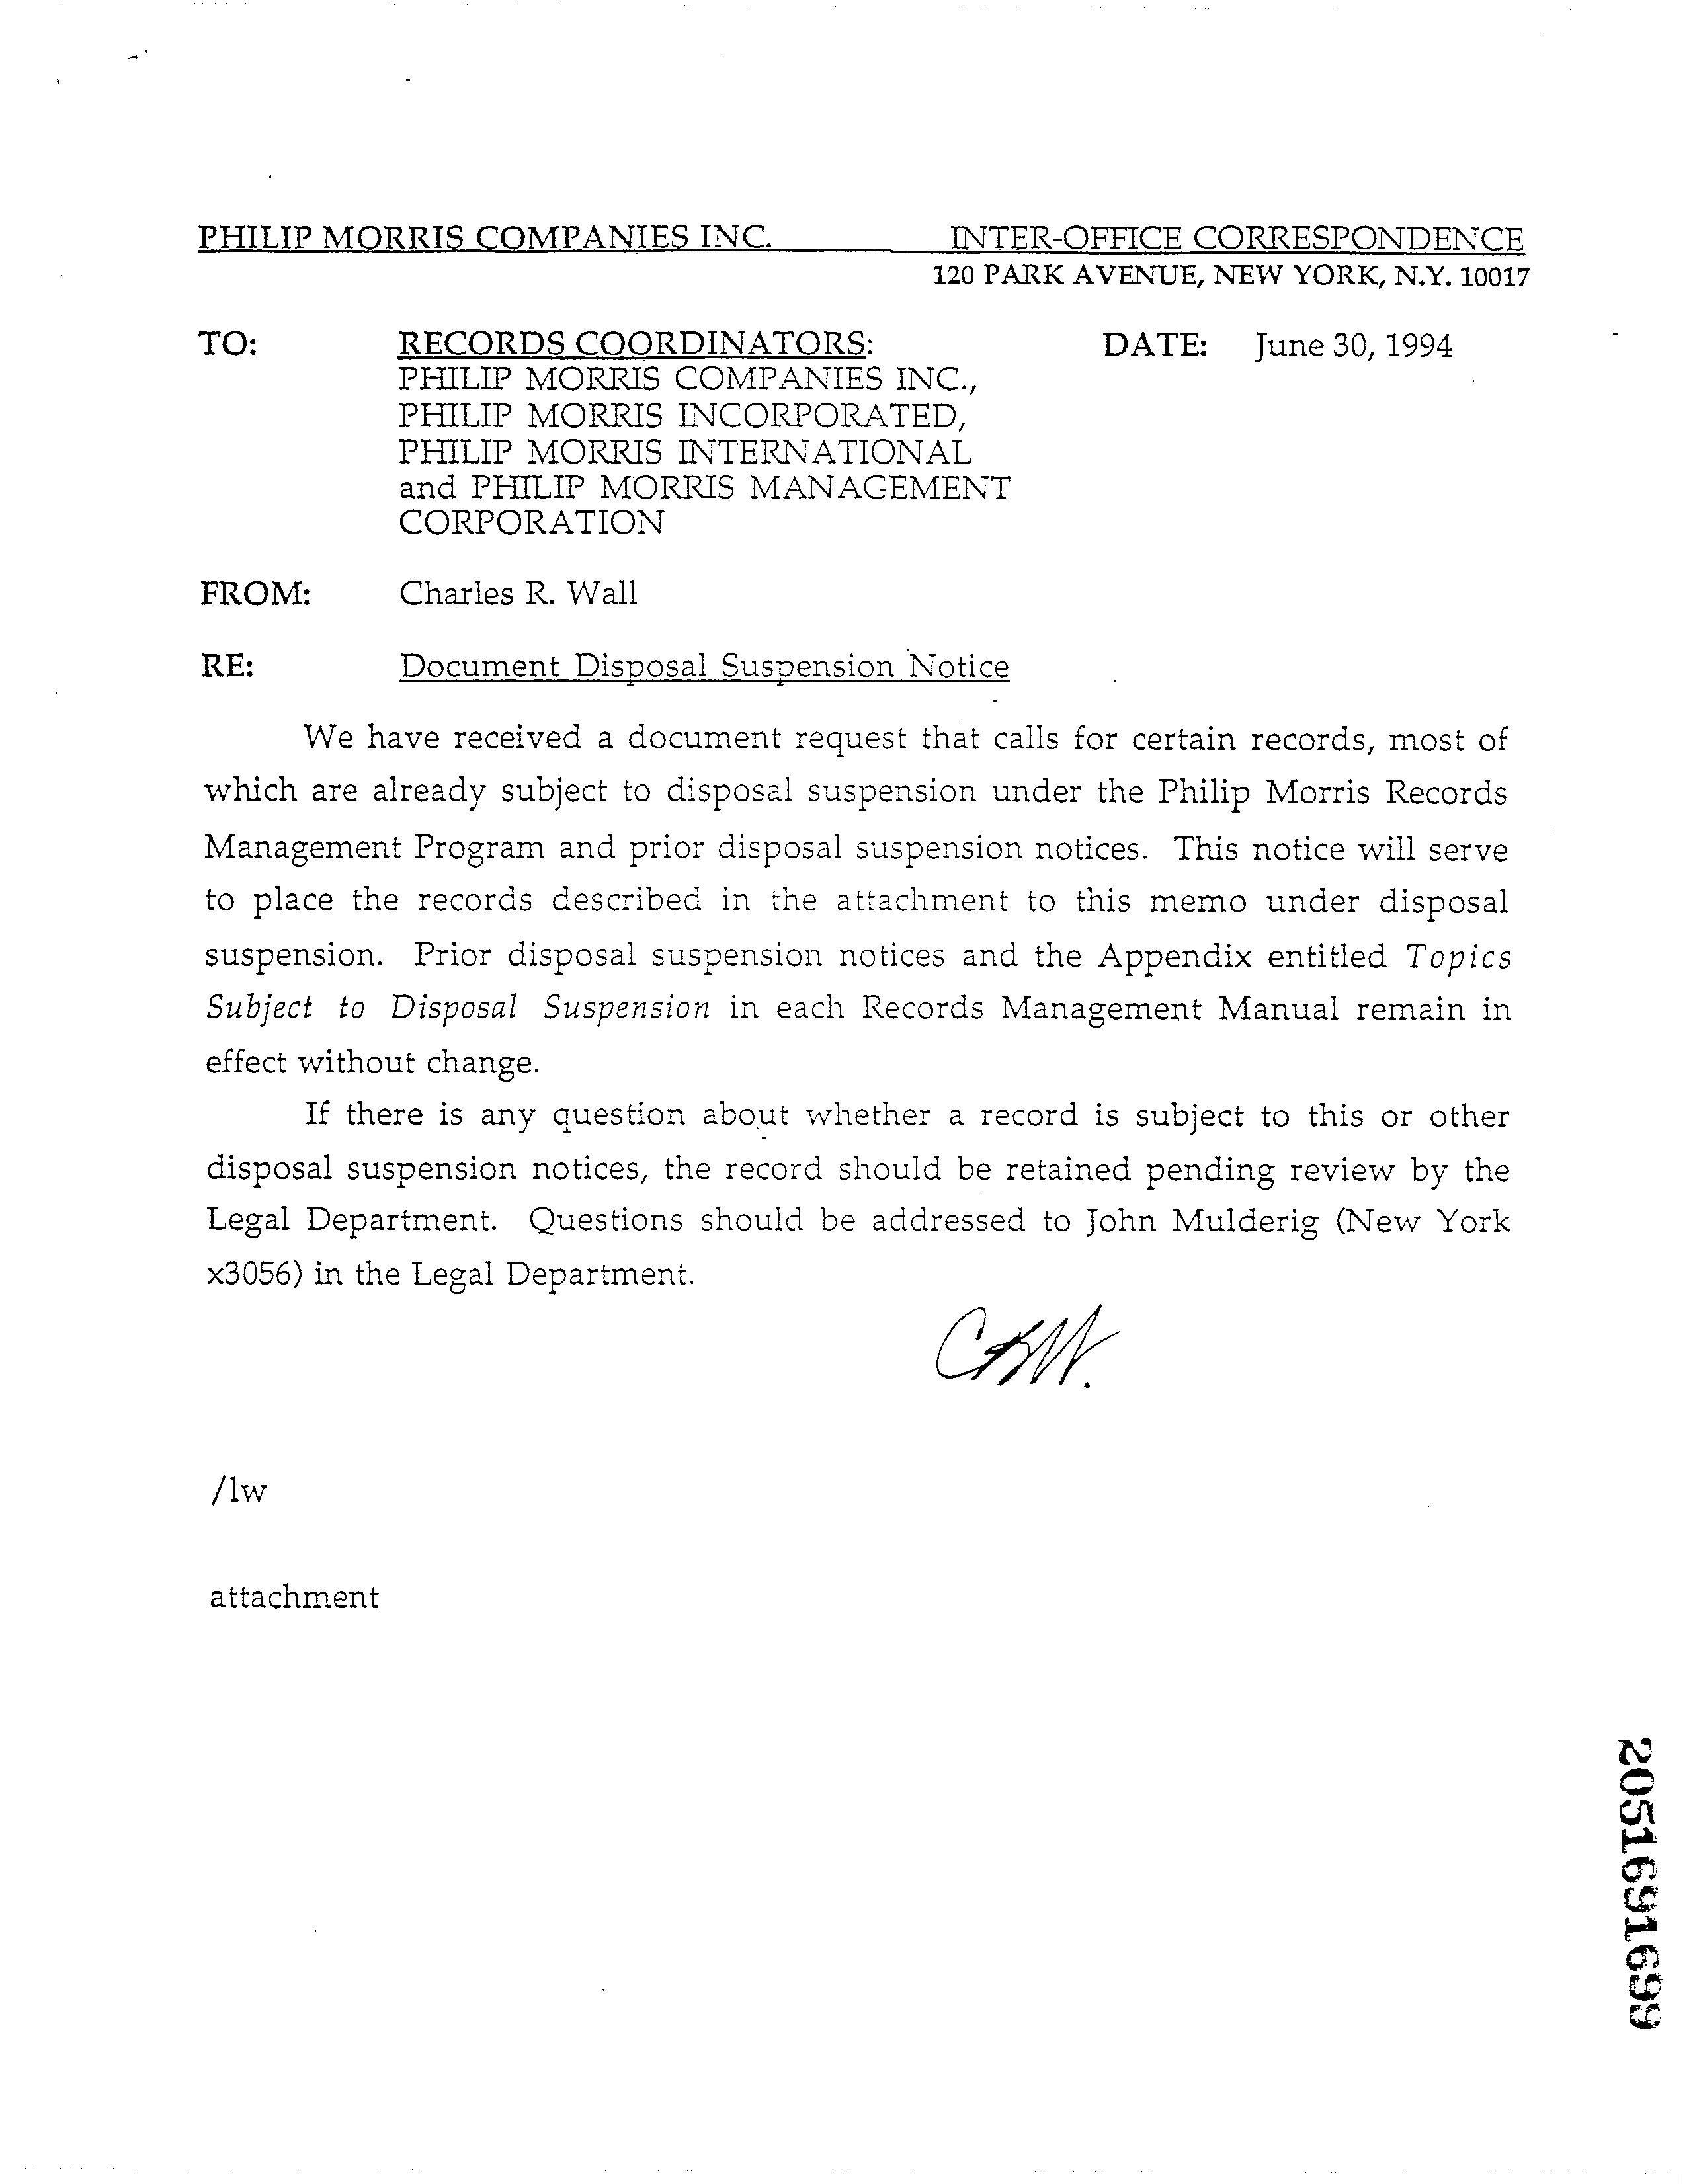 PHILIP MORRIS COMPANIES INC. INTER-OFFICE CORRESPONDENCE
120 PARK AVENUE, NEW YORK, N.Y. 10017
TO: RECORDS COORDINATORS: DATE: June 30, 1994
PHILIP MORRIS COMPANIES INC.,
PHILIP MORRIS INCORPORATED,
PHILIP MORRIS INTERNATIONAL
and PHILIP MORRIS MANAGEMENT
CORPORATION
FROM: Charles R. Wall
RE: Document Disposal Suspension Notice
We have received a document request that calls for certain records, most of
which are already subject to disposal suspension under the Philip Morris Records
Management Program and prior disposal suspension notices. This notice will serve
to place the records described in the attachment to this memo under disposal
suspension. Prior disposal suspension notices and the Appendix entitled Topics
Subject to Disposal Suspension in each Records Management Manual remain in
effect without change.
If there is any question about whether a record is subject to this or other
disposal suspension notices, the record should be retained pending review by the
Legal Department. Questions should be addressed to John Mulderig (New York
x3056) in the Legal Department.
CRW.
/lw
attachment
2051691699